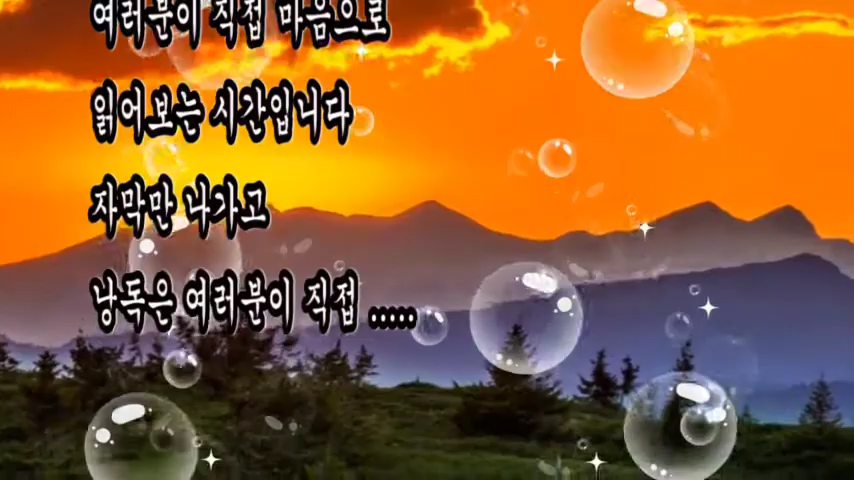 여러분이 직접 마음으로
읽어보는 시간입니다
자막만 나가고
낭독은 여러분이 직접 .....